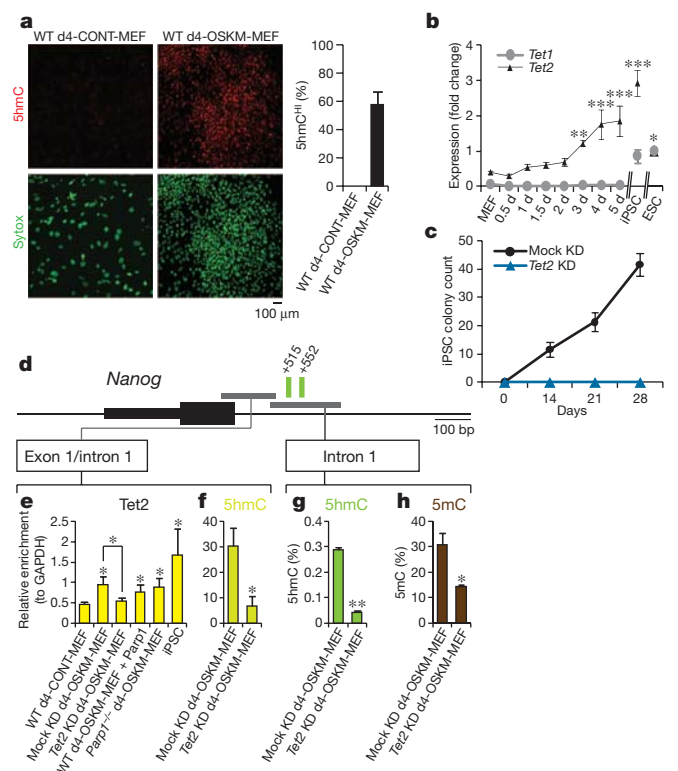 a
WT d4-CONT-MEF WT d4-OSKM-MEF
5hmC
Sytox
100 μm
5hmC^HI (%)
100
80
60
40
20
0
WT d4-CONT-MEF
WT d4-OSKM-MEF
b
Expression (fold change)
4
3
2
1
0
Tet1
Tet2
***
**
***
***
*
MEF
0.5 d
1 d
1.5 d
2 d
3 d
4 d
5 d
iPSC
ESC
c
iPSC colony count
50
40
30
20
10
0
Mock KD
Tet2 KD
0 14 21 28
Days
d
Nanog
+515
+552
100 bp
Exon 1/intron 1
Intron 1
e
Tet2
Relative enrichment
(to GAPDH)
2.5
2
1.5
1
0.5
0
*
*
*
*
*
WT d4-CONT-MEF
Mock KD d4-OSKM-MEF
Tet2 KD d4-OSKM-MEF
WT d4-OSKM-MEF + Parp1
Parp1–/– d4-OSKM-MEF
iPSC
f
5hmC
40
30
20
10
0
*
Mock KD d4-OSKM-MEF
Tet2 KD d4-OSKM-MEF
g
5hmC
5hmC (%)
0.4
0.3
0.2
0.1
0
**
Mock KD d4-OSKM-MEF
Tet2 KD d4-OSKM-MEF
h
5mC
5mC (%)
40
30
20
10
0
*
Mock KD d4-OSKM-MEF
Tet2 KD d4-OSKM-MEF